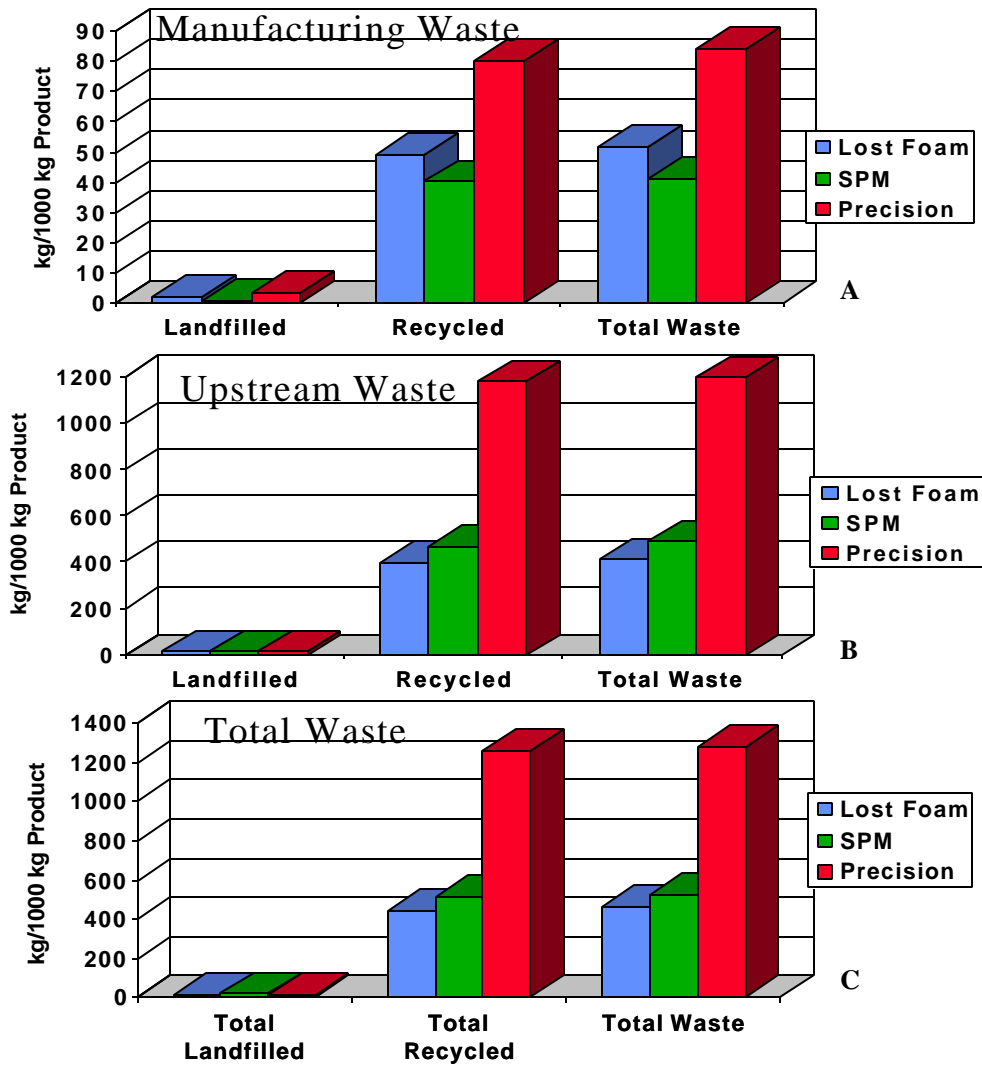 Manufacturing Waste
kg/1000 kg Product
90
80
70
60
50
40
30
20
10
0
Landfilled
Recycled
Total Waste
Lost Foam
SPM
Precision
A
Upstream Waste
kg/1000 kg Product
1200
1000
800
600
400
200
0
Landfilled
Recycled
Total Waste
Lost Foam
SPM
Precision
B
Total Waste
kg/1000 kg Product
1400
1200
1000
800
600
400
200
0
Total
Landfilled
Total
Recycled
Total Waste
Lost Foam
SPM
Precision
C